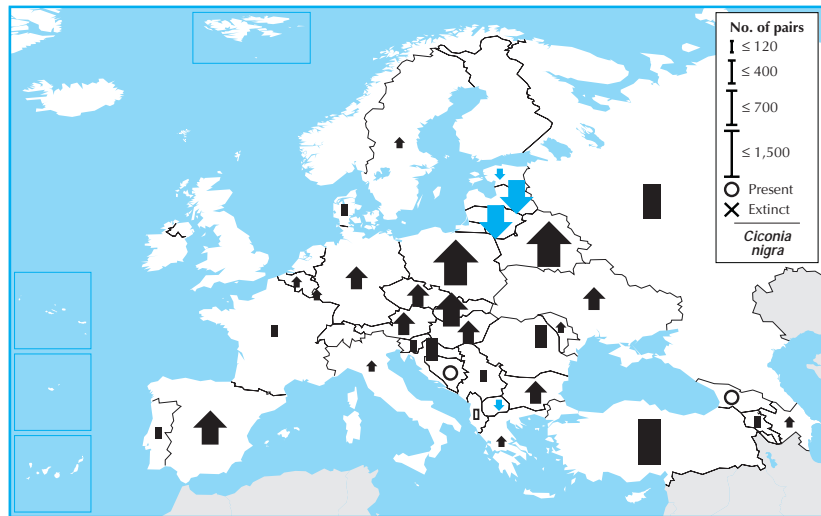 No. of pairs
≤ 120
≤ 400
≤ 700
≤ 1,500
Present
Extinct
Ciconia
nigra